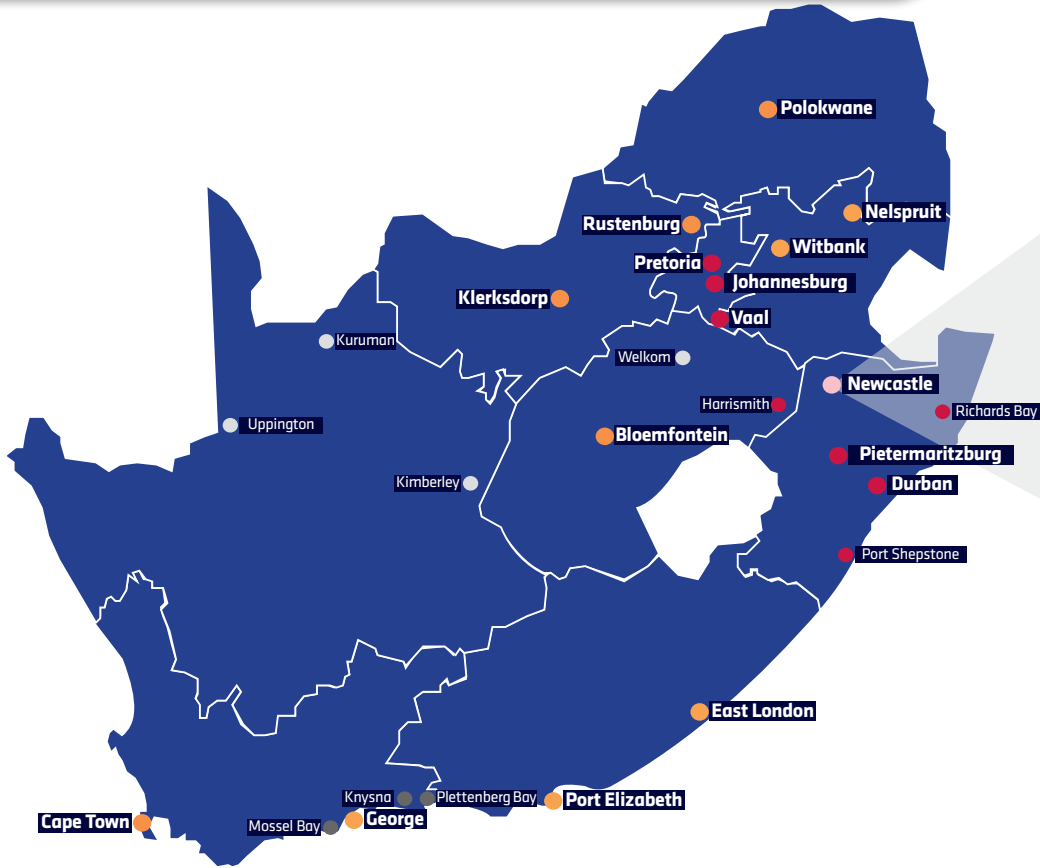 Polokwane
Nelspruit
Rustenburg
Witbank
Pretoria
Johannesburg
Klerksdorp
Vaal
Kuruman
Welkom
Newcastle
Harrismith
Richards Bay
Uppington
Bloemfontein
Pietermaritzburg
Kimberley
Durban
Port Shepstone
East London
Knysna
Plettenberg Bay
Port Elizabeth
Cape Town
Mossel Bay
George